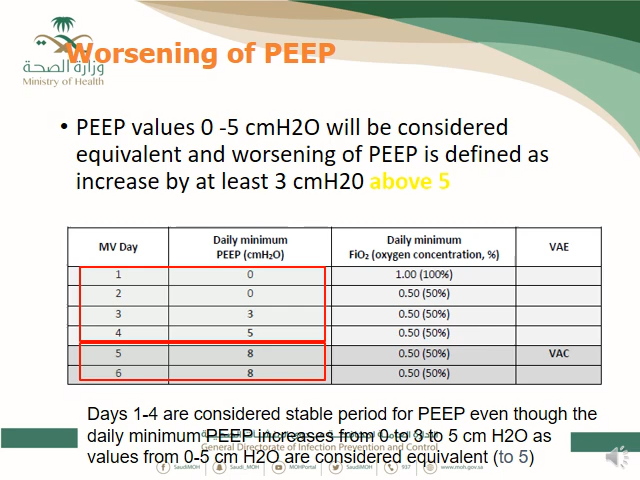 Worsening of PEEP
وزارة الصحة
Ministry of Health
• PEEP values 0 -5 cmH2O will be considered
equivalent and worsening of PEEP is defined as
increase by at least 3 cmH20 above 5
MV Day | Daily minimum PEEP (cmH₂O) | Daily minimum FiO₂ (oxygen concentration, %) | VAE
1 | 0 | 1.00 (100%) |
2 | 0 | 0.50 (50%) |
3 | 3 | 0.50 (50%) |
4 | 5 | 0.50 (50%) |
5 | 8 | 0.50 (50%) | VAC
6 | 8 | 0.50 (50%) |
Days 1-4 are considered stable period for PEEP even though the
daily minimum PEEP increases from 0 to 3 to 5 cm H2O as
values from 0-5 cm H2O are considered equivalent (to 5)
General Directorate of Infection Prevention and Control
SaudiMOH Saudi_MOH MOHPortal SaudiMOH 937 www.moh.gov.sa